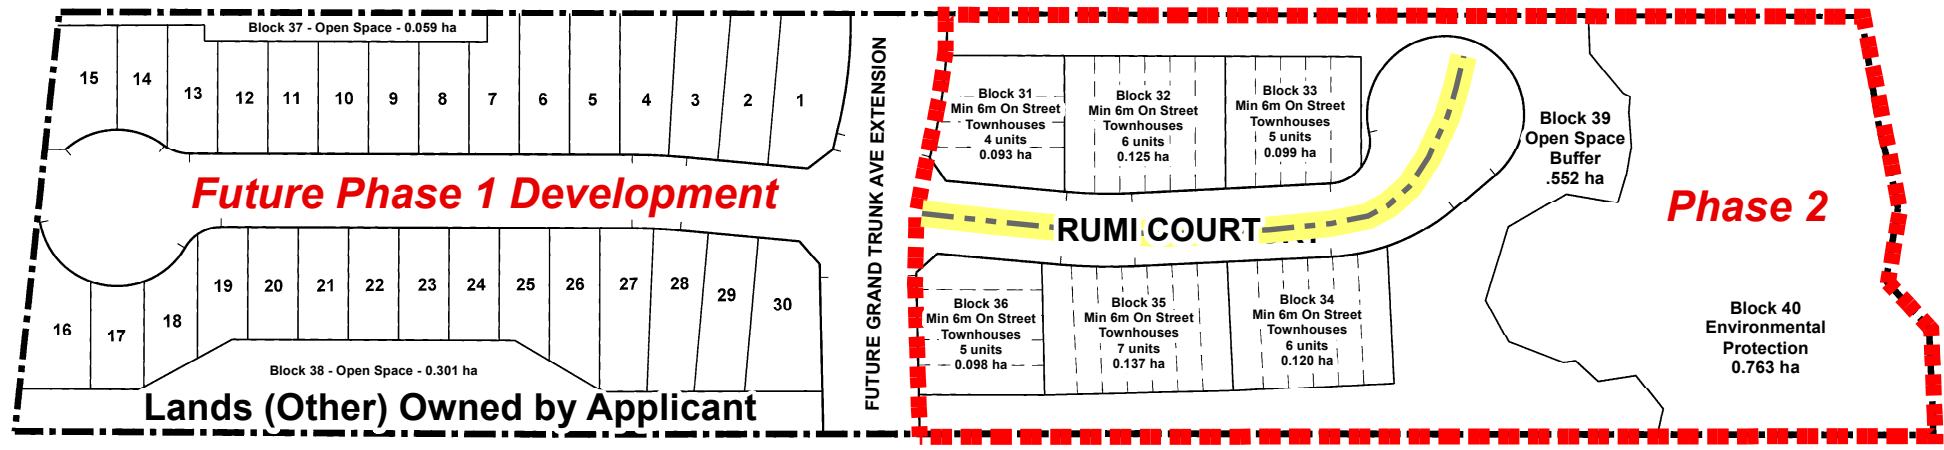 Block 37 - Open Space - 0.059 ha
15
14
13
12
11
10
9
8
7
6
5
4
3
2
1
Future Phase 1 Development
16
17
18
19
20
21
22
23
24
25
26
27
28
29
30
Block 38 - Open Space - 0.301 ha
Lands (Other) Owned by Applicant
FUTURE GRAND TRUNK AVE EXTENSION
Block 31
Min 6m On Street
Townhouses
4 units
0.093 ha
Block 32
Min 6m On Street
Townhouses
6 units
0.125 ha
Block 33
Min 6m On Street
Townhouses
5 units
0.099 ha
RUMI COURT
Block 36
Min 6m On Street
Townhouses
5 units
0.098 ha
Block 35
Min 6m On Street
Townhouses
7 units
0.137 ha
Block 34
Min 6m On Street
Townhouses
6 units
0.120 ha
Block 39
Open Space
Buffer
.552 ha
Phase 2
Block 40
Environmental
Protection
0.763 ha